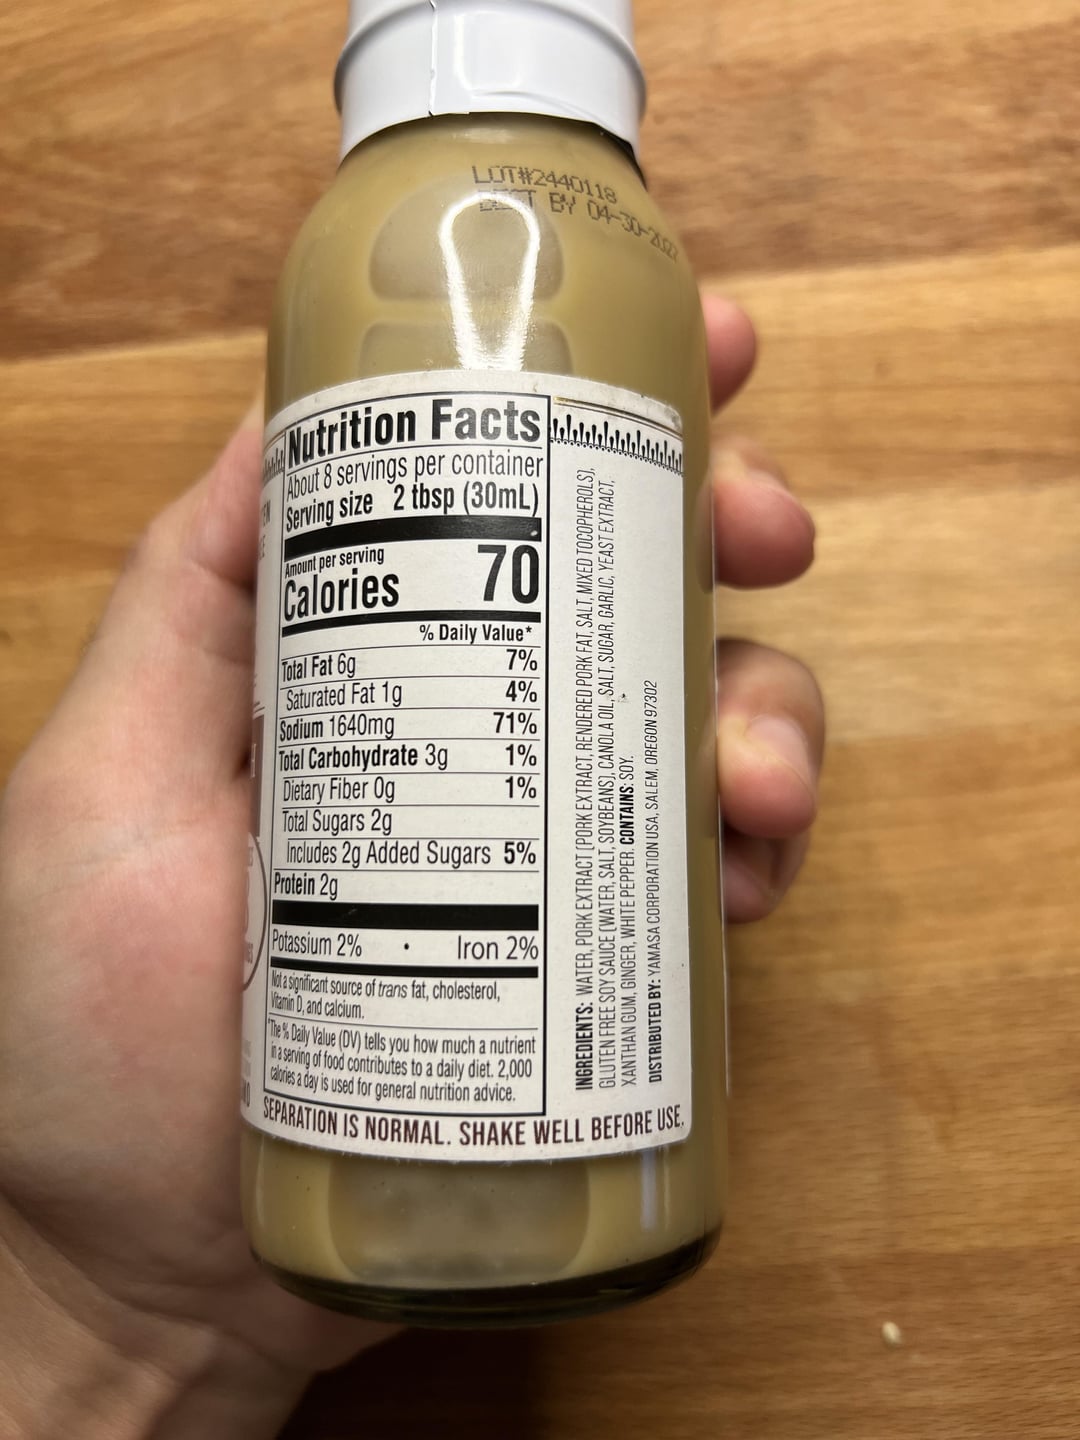 LOT#2440118
BEST BY 04-30-2027
Nutrition Facts
About 8 servings per container
Serving size 2 tbsp (30mL)
Amount per serving
Calories 70
% Daily Value*
Total Fat 6g 7%
Saturated Fat 1g 4%
Sodium 1640mg 71%
Total Carbohydrate 3g 1%
Dietary Fiber 0g 1%
Total Sugars 2g
Includes 2g Added Sugars 5%
Protein 2g
Potassium 2% • Iron 2%
Not a significant source of trans fat, cholesterol,
Vitamin D, and calcium.
*The % Daily Value (DV) tells you how much a nutrient
in a serving of food contributes to a daily diet. 2,000
calories a day is used for general nutrition advice.
SEPARATION IS NORMAL. SHAKE WELL BEFORE USE.
INGREDIENTS: WATER, PORK EXTRACT (PORK EXTRACT, RENDERED PORK FAT, SALT, MIXED TOCOPHEROLS),
GLUTEN FREE SOY SAUCE (WATER, SALT, SOYBEANS), CANOLA OIL, SALT, SUGAR, GARLIC, YEAST EXTRACT,
XANTHAN GUM, GINGER, WHITE PEPPER. CONTAINS: SOY.
DISTRIBUTED BY: YAMASA CORPORATION USA, SALEM, OREGON 97302